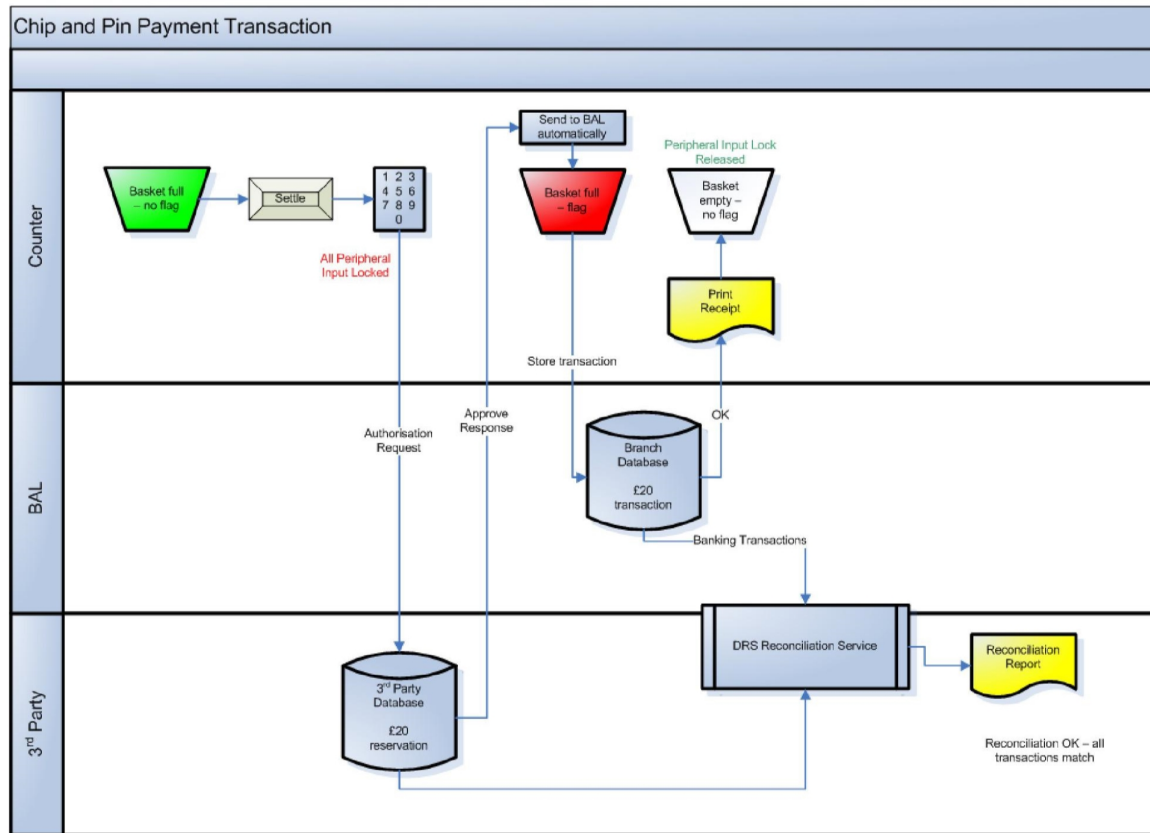 Chip and Pin Payment Transaction
Counter
Basket full
– no flag
Settle
1 2 3
4 5 6
7 8 9
0
All Peripheral
Input Locked
Send to BAL
automatically
Basket full
– flag
Peripheral Input Lock
Released
Basket
empty –
no flag
Print
Receipt
Store transaction
BAL
Authorisation
Request
Approve
Response
OK
Branch
Database
£20
transaction
Banking Transactions
3rd Party
3rd Party
Database
£20
reservation
DRS Reconciliation Service
Reconciliation
Report
Reconciliation OK – all
transactions match